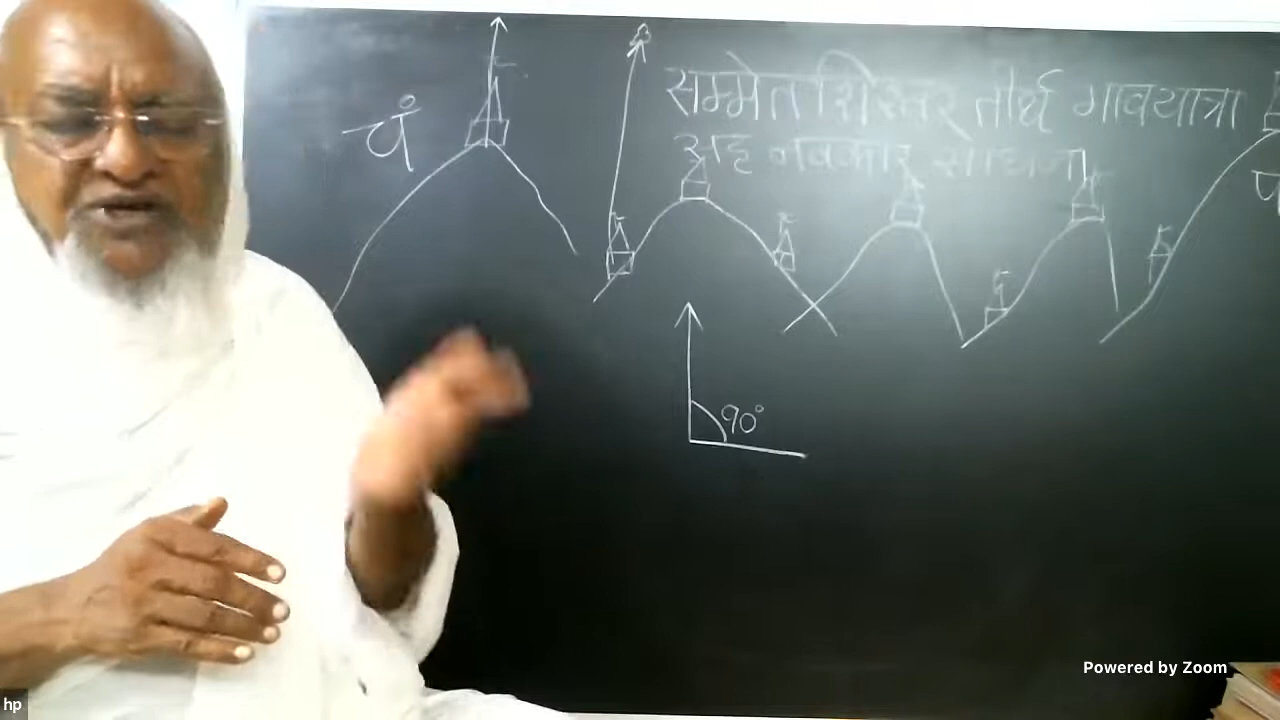 सम्मेतशिखर तीर्थ भावयात्रा
अर्ह नवकार साधना
चं
90°
Powered by Zoom
hp